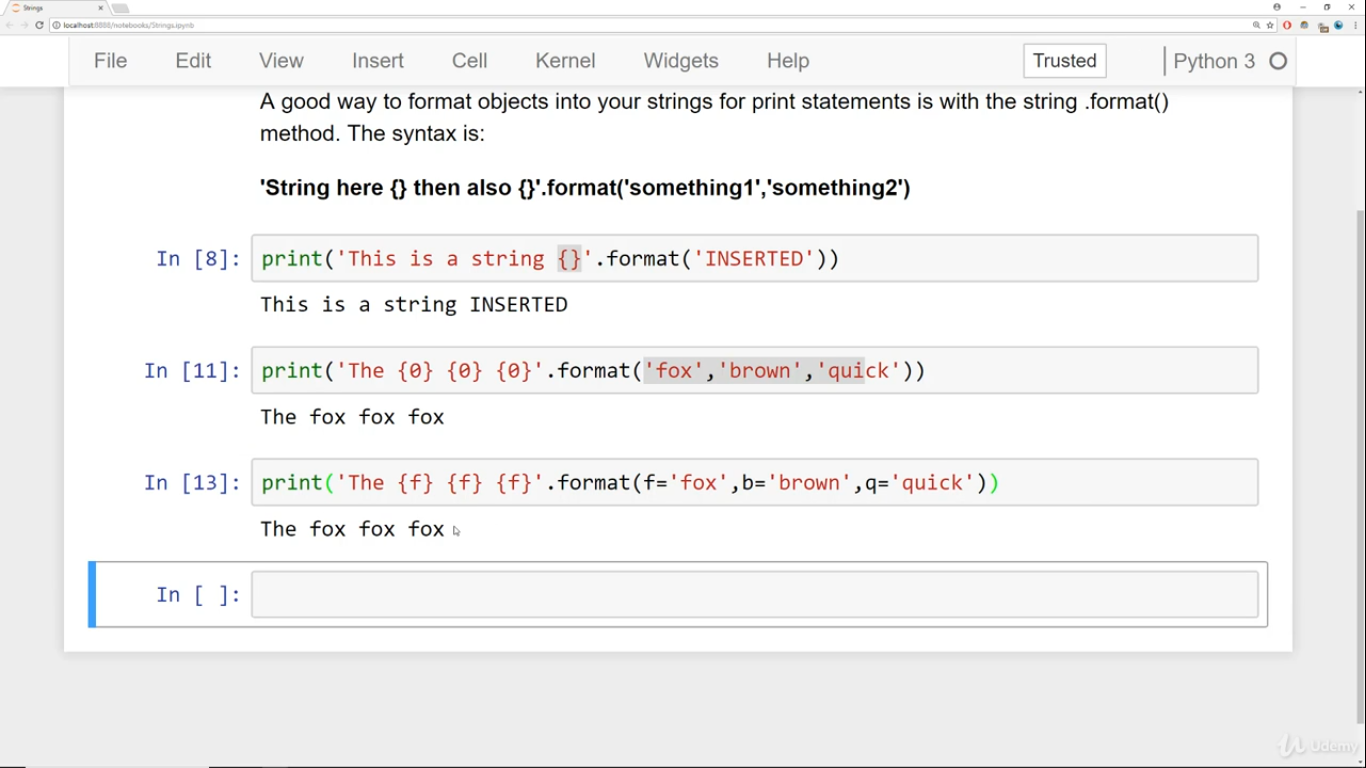 Strings
localhost:8888/notebooks/Strings.ipynb
File Edit View Insert Cell Kernel Widgets Help Trusted Python 3
A good way to format objects into your strings for print statements is with the string .format()
method. The syntax is:
'String here {} then also {}'.format('something1','something2')
In [8]: print('This is a string {}'.format('INSERTED'))
This is a string INSERTED
In [11]: print('The {0} {0} {0}'.format('fox','brown','quick'))
The fox fox fox
In [13]: print('The {f} {f} {f}'.format(f='fox',b='brown',q='quick'))
The fox fox fox
In [ ]:
Udemy